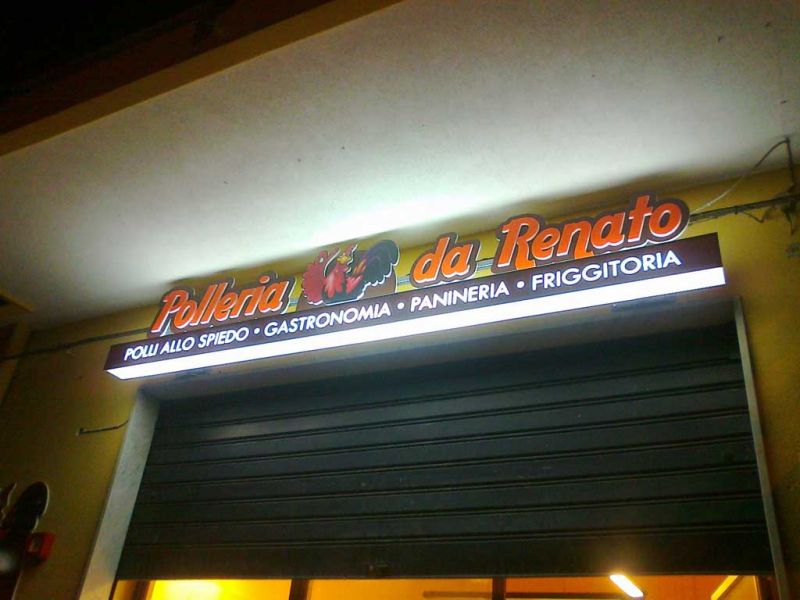 Polleria da Renato
POLLI ALLO SPIEDO • GASTRONOMIA • PANINERIA • FRIGGITORIA